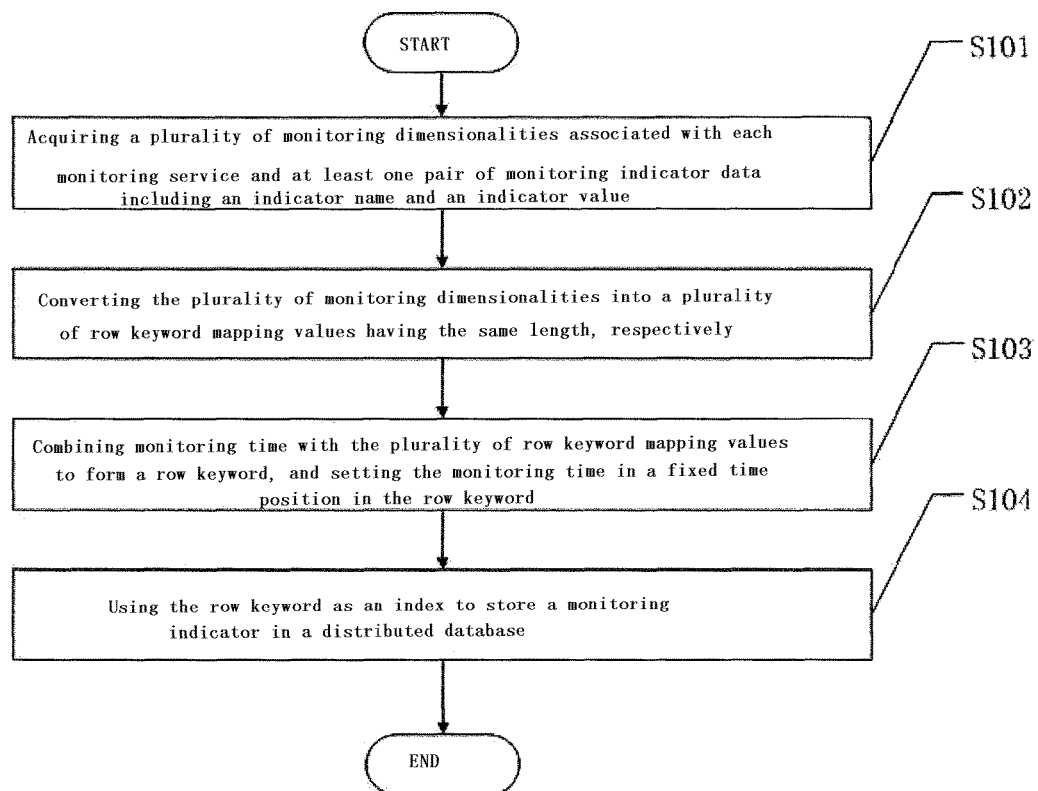 START
S101
Acquiring a plurality of monitoring dimensionalities associated with each
monitoring service and at least one pair of monitoring indicator data
including an indicator name and an indicator value
S102
Converting the plurality of monitoring dimensionalities into a plurality
of row keyword mapping values having the same length, respectively
S103
Combining monitoring time with the plurality of row keyword mapping values
to form a row keyword, and setting the monitoring time in a fixed time
position in the row keyword
S104
Using the row keyword as an index to store a monitoring
indicator in a distributed database
END